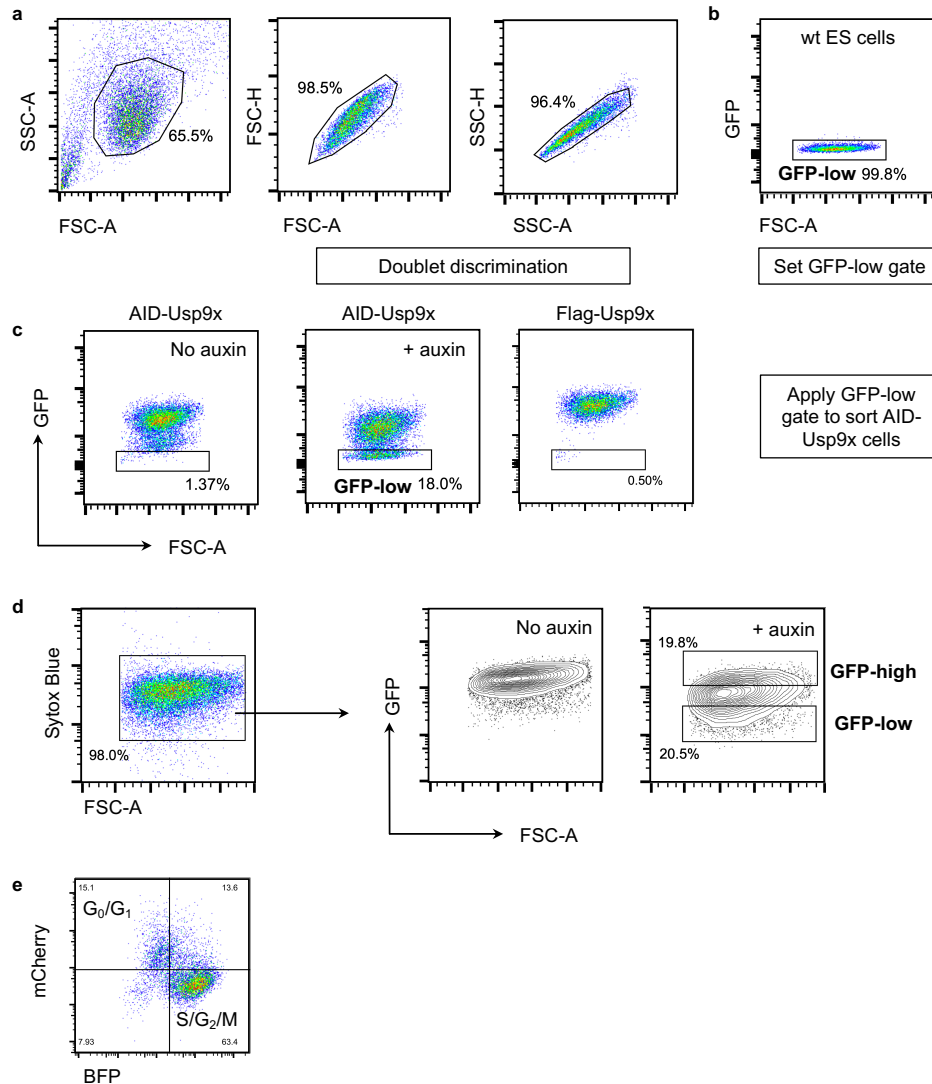 a
SSC-A
65.5%
FSC-A
98.5%
FSC-H
FSC-A
96.4%
SSC-H
SSC-A
Doublet discrimination
b
wt ES cells
GFP
GFP-low 99.8%
FSC-A
Set GFP-low gate
c
AID-Usp9x
No auxin
1.37%
AID-Usp9x
+ auxin
GFP-low 18.0%
Flag-Usp9x
0.50%
GFP
FSC-A
Apply GFP-low
gate to sort AID-
Usp9x cells
d
Sytox Blue
98.0%
FSC-A
No auxin
GFP
FSC-A
+ auxin
19.8%
GFP-high
GFP-low
20.5%
e
15.1
13.6
G₀/G₁
mCherry
S/G₂/M
7.93
63.4
BFP